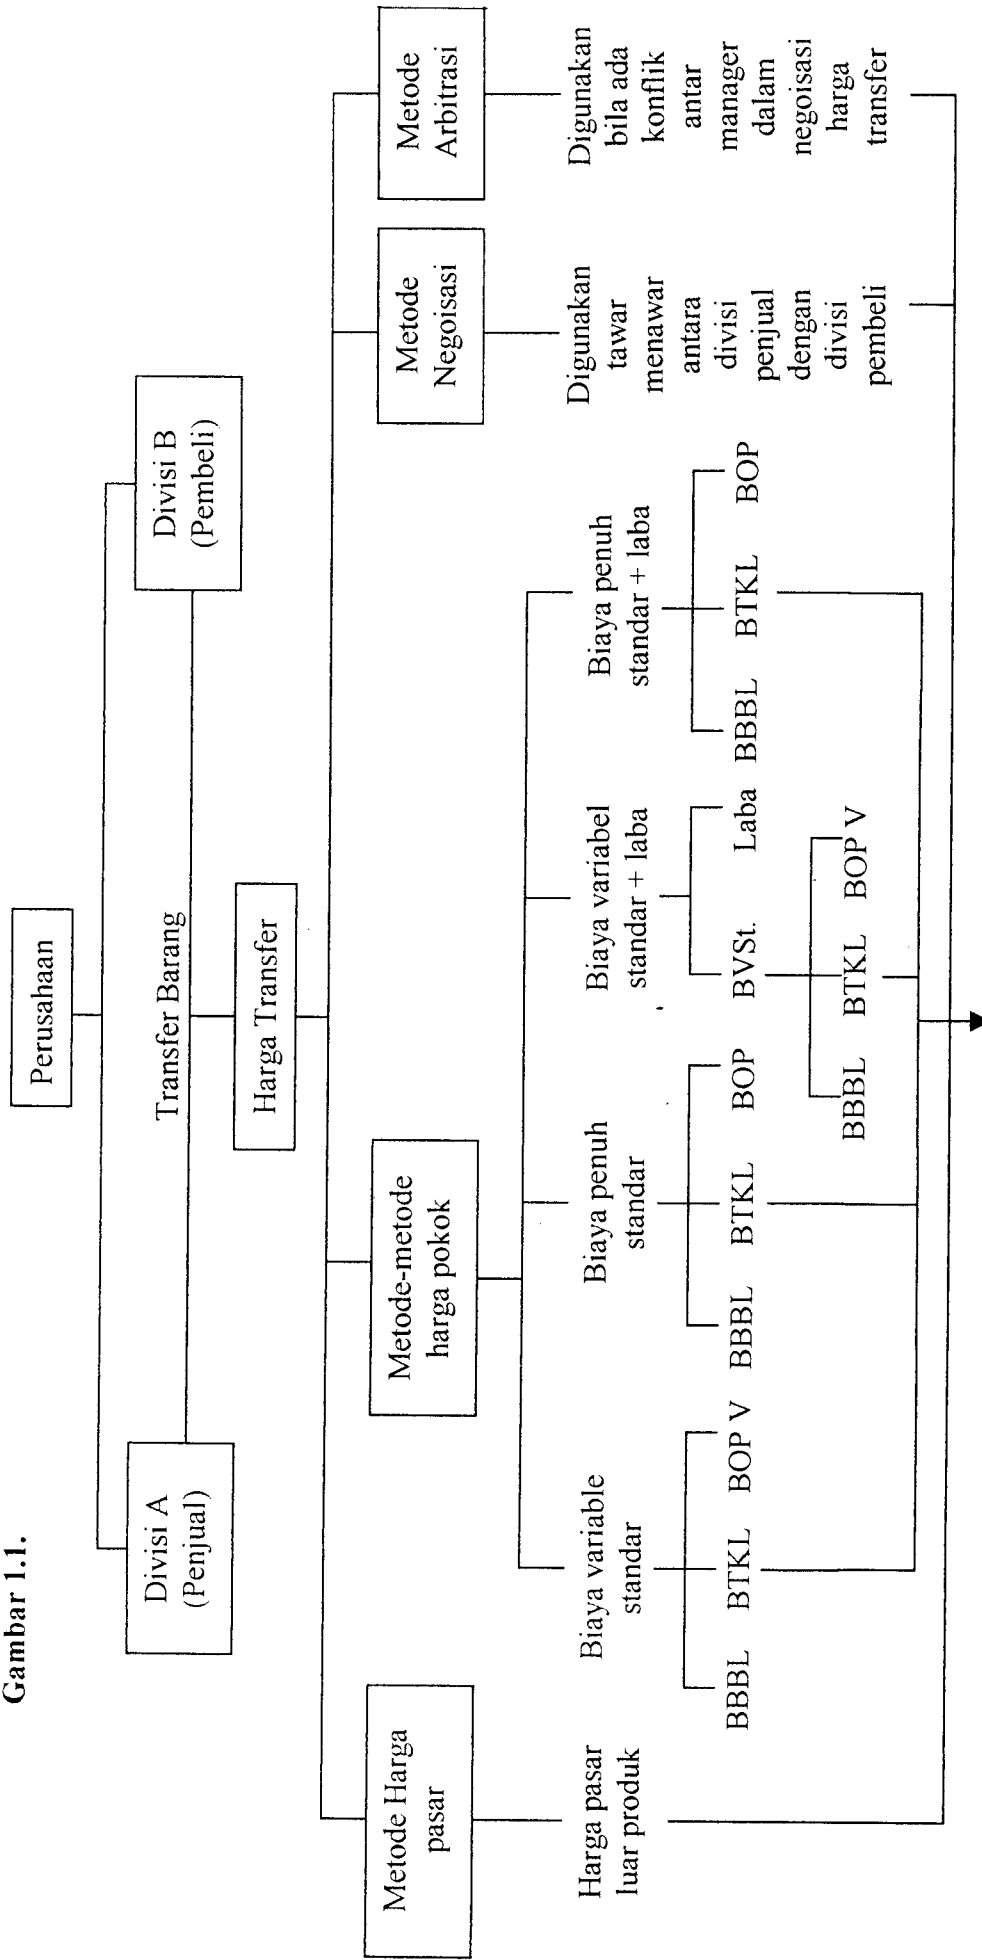 Gambar 1.1.
Perusahaan
Divisi A
(Penjual)
Transfer Barang
Divisi B
(Pembeli)
Harga Transfer
Metode Harga
pasar
Metode-metode
harga pokok
Metode
Negoisasi
Metode
Arbitrasi
Harga pasar
luar produk
Biaya variable
standar
Biaya penuh
standar
Biaya variabel
standar + laba
Biaya penuh
standar + laba
Digunakan
tawar
menawar
antara
divisi
penjual
dengan
divisi
pembeli
Digunakan
bila ada
konflik
antar
manager
dalam
negoisasi
harga
transfer
BBBL BTKL BOP V
BBBL BTKL BOP
BVSt. Laba
BBBL BTKL BOP
BBBL BTKL BOP V